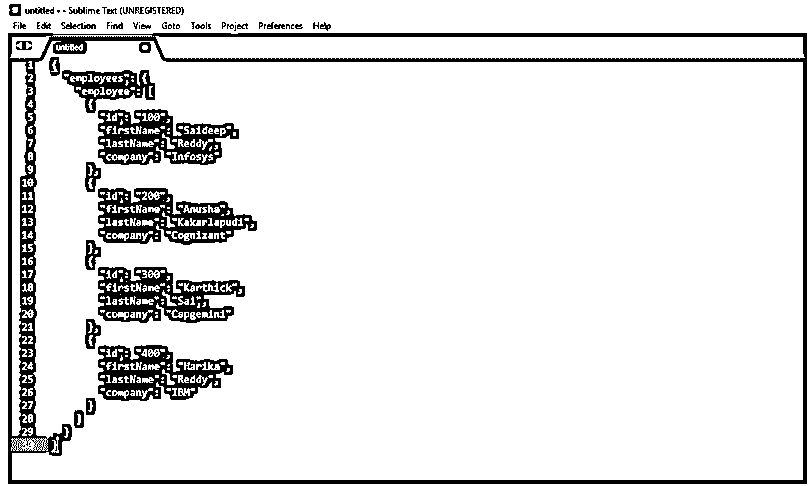 untitled • - Sublime Text (UNREGISTERED)
File Edit Selection Find View Goto Tools Project Preferences Help
untitled
1 {
2 "employees": {
3 "employee": [
4 {
5 "id": "100",
6 "firstName": "Saideep",
7 "lastName": "Reddy",
8 "company": "Infosys"
9 },
10 {
11 "id": "200",
12 "firstName": "Anusha",
13 "lastName": "Kakarlapudi",
14 "company": "Cognizant"
15 },
16 {
17 "id": "300",
18 "firstName": "Karthick",
19 "lastName": "Sai",
20 "company": "Capgemini"
21 },
22 {
23 "id": "400",
24 "firstName": "Harika",
25 "lastName": "Reddy",
26 "company": "IBM"
27 }
28 ]
29 }
30 }